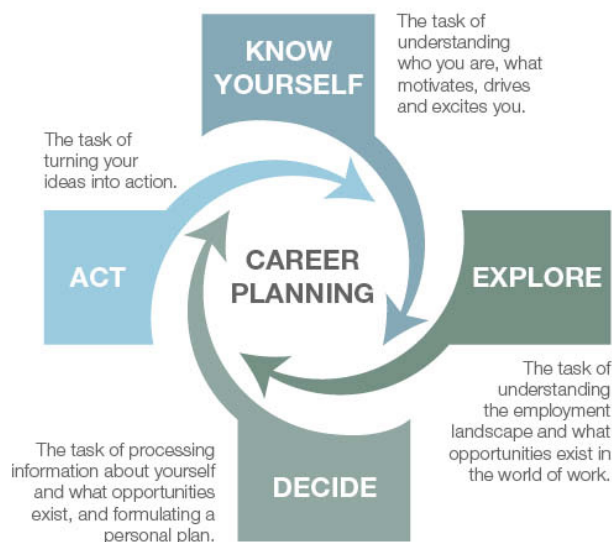 KNOW
YOURSELF
The task of
understanding
who you are, what
motivates, drives
and excites you.
The task of
turning your
ideas into action.
ACT
CAREER
PLANNING
EXPLORE
The task of
understanding
the employment
landscape and what
opportunities exist in
the world of work.
The task of processing
information about yourself
and what opportunities
exist, and formulating a
personal plan.
DECIDE